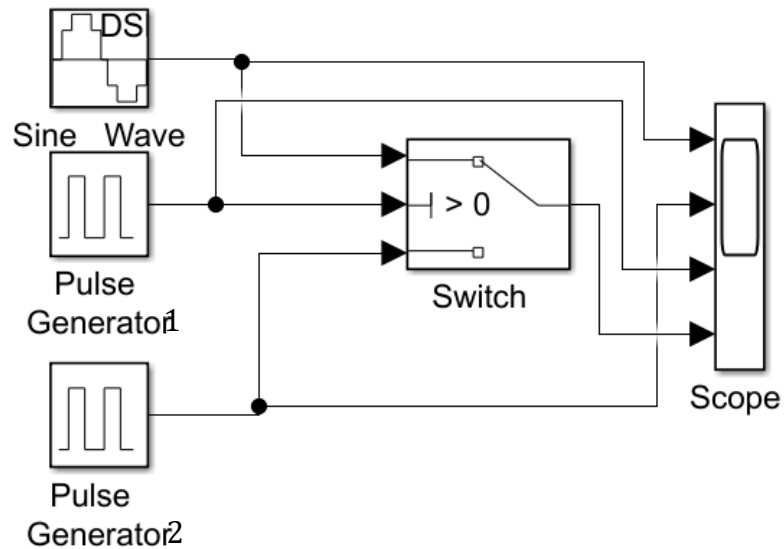 DS
Sine Wave
Pulse
Generator1
> 0
Switch
Scope
Pulse
Generator2